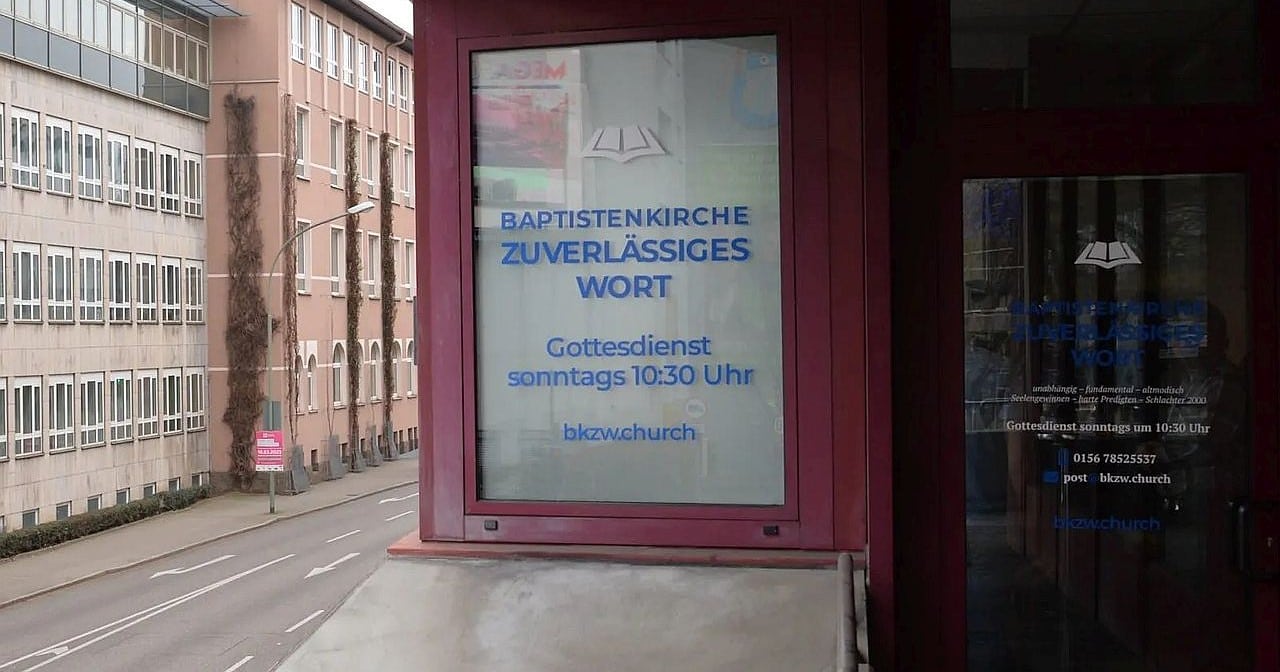 BAPTISTENKIRCHE
ZUVERLÄSSIGES
WORT
Gottesdienst
sonntags 10:30 Uhr
bkzw.church
BAPTISTENKIRCHE
ZUVERLÄSSIGES
WORT
unabhängig – fundamental – altmodisch
Seelengewinnen – harte Predigten – Schlachter 2000
Gottesdienst sonntags um 10:30 Uhr
0156 78525537
post@bkzw.church
bkzw.church